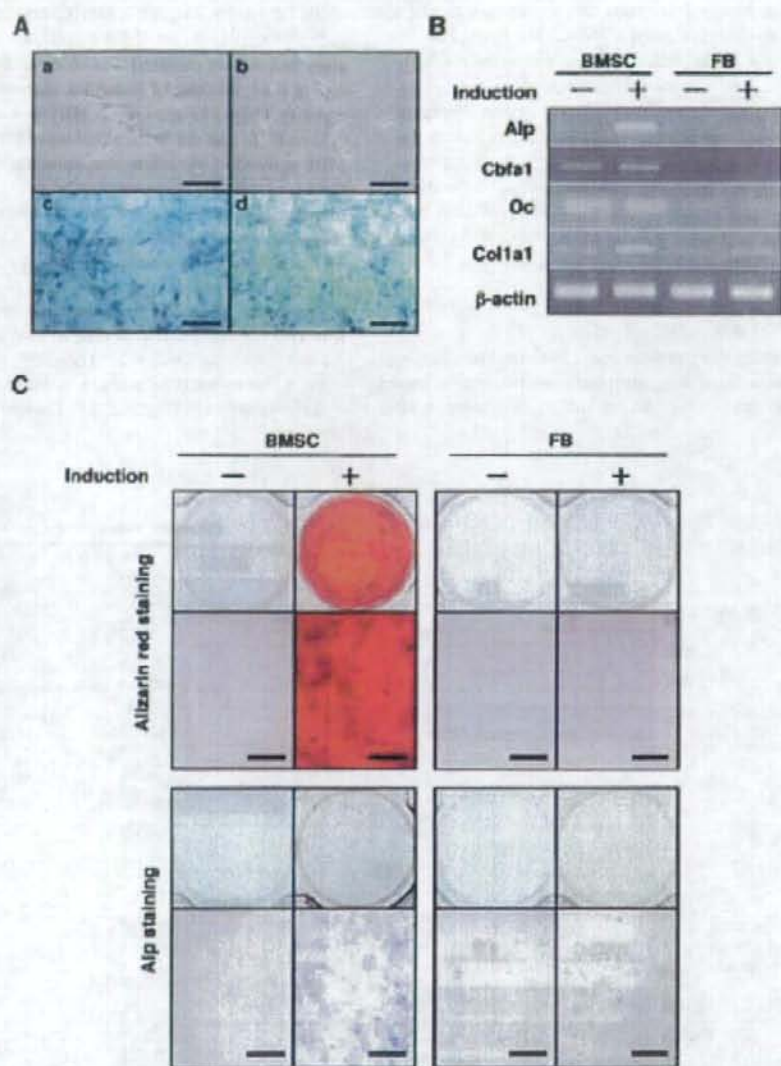 A
a
b
c
d
B
BMSC FB
Induction − + − +
Alp
Cbfa1
Oc
Col1a1
β-actin
C
BMSC FB
Induction − + − +
Alizarin red staining
Alp staining